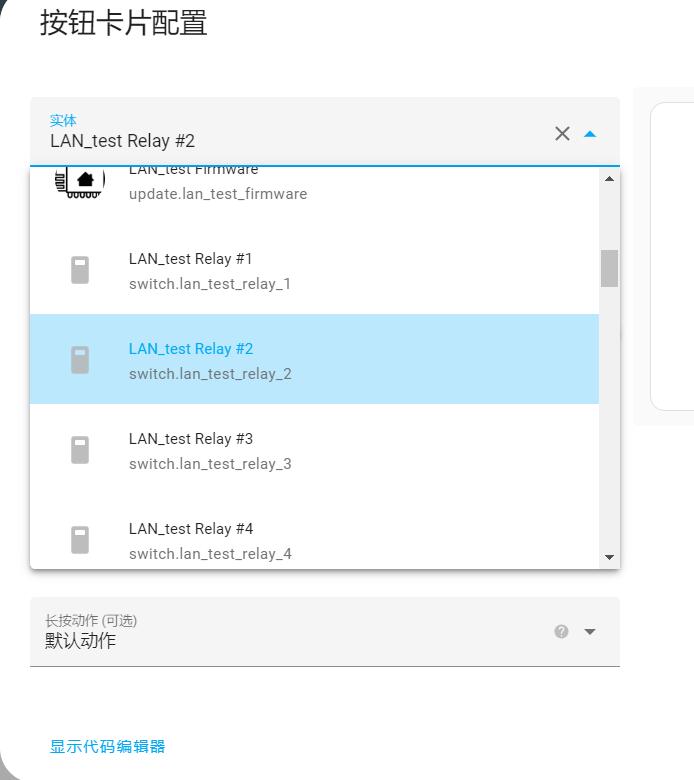 按钮卡片配置
实体
LAN_test Relay #2
LAN_test Firmware
update.lan_test_firmware
LAN_test Relay #1
switch.lan_test_relay_1
LAN_test Relay #2
switch.lan_test_relay_2
LAN_test Relay #3
switch.lan_test_relay_3
LAN_test Relay #4
switch.lan_test_relay_4
长按动作 (可选)
默认动作
显示代码编辑器